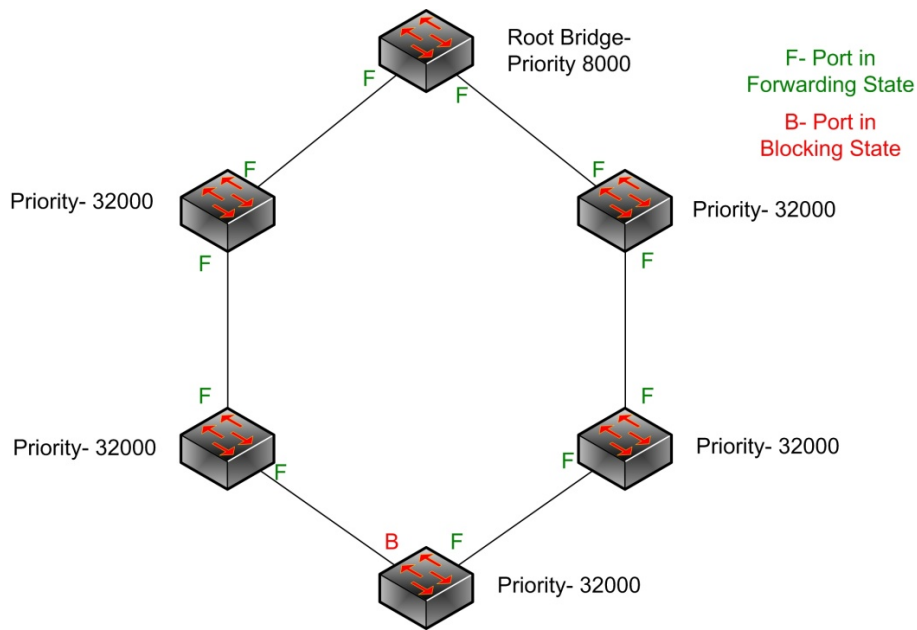 Root Bridge-
Priority 8000
F- Port in
Forwarding State
B- Port in
Blocking State
F
F
F
F
Priority- 32000
Priority- 32000
F
F
F
F
Priority- 32000
Priority- 32000
F
F
B
F
Priority- 32000